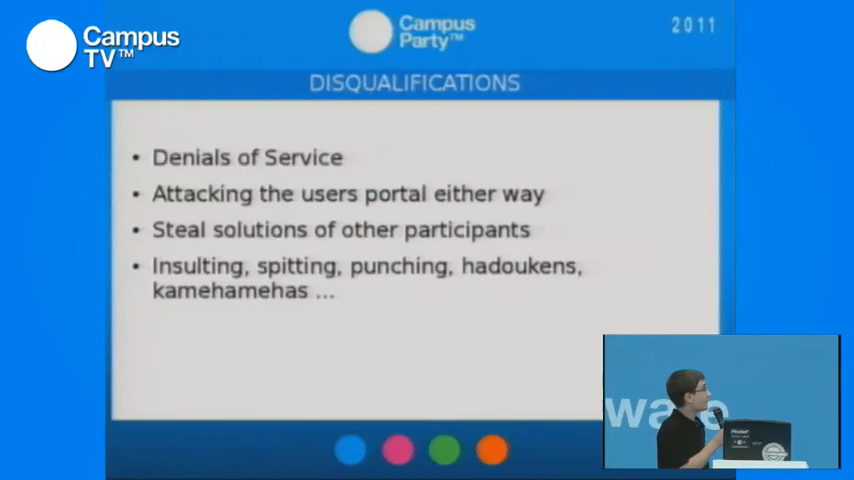 Campus
TV™
Campus
Party™
2011
DISQUALIFICATIONS
• Denials of Service
• Attacking the users portal either way
• Steal solutions of other participants
• Insulting, spitting, punching, hadoukens,
kamehamehas ...
ware